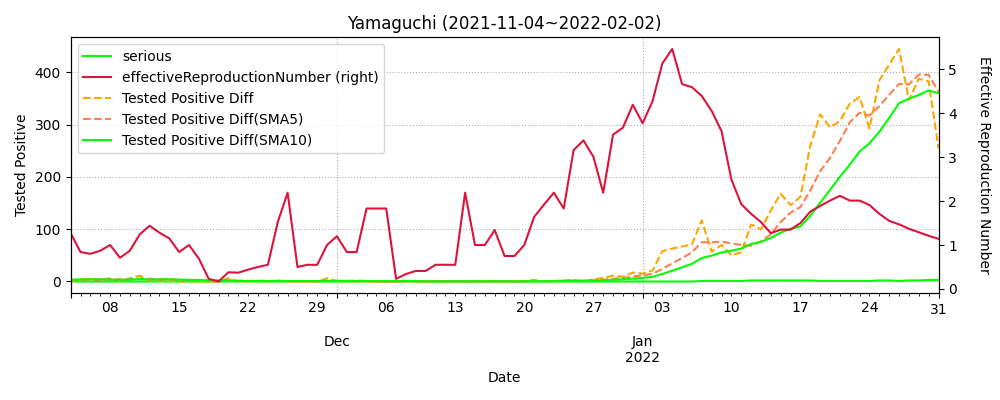 Yamaguchi (2021-11-04~2022-02-02)
serious
effectiveReproductionNumber (right)
Tested Positive Diff
Tested Positive Diff(SMA5)
Tested Positive Diff(SMA10)
Tested Positive
400
300
200
100
0
5
4
3
2
1
0
Effective Reproduction Number
08 15 22 29 06 13 20 27 03 10 17 24 31
Dec Jan
2022
Date